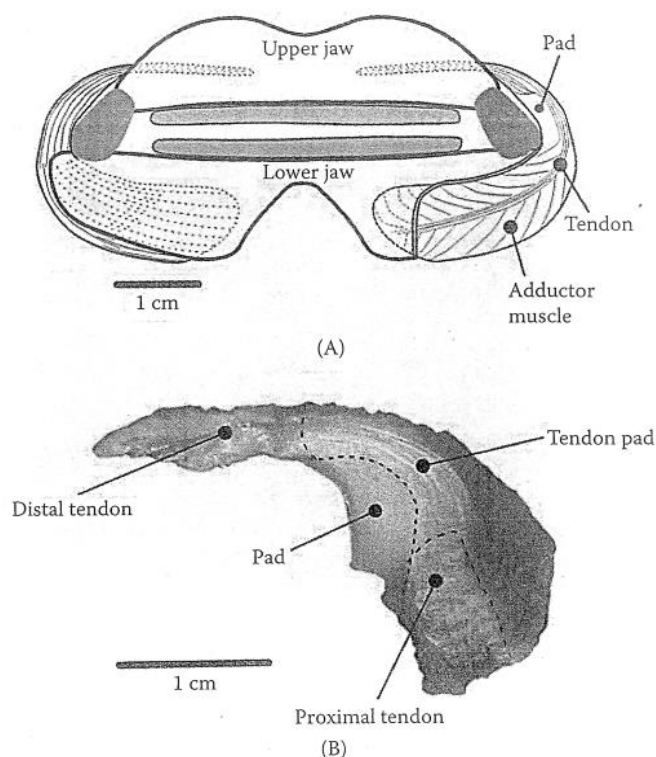 Upper jaw
Pad
Lower jaw
Tendon
Adductor
muscle
1 cm
(A)
Tendon pad
Distal tendon
Pad
1 cm
Proximal tendon
(B)